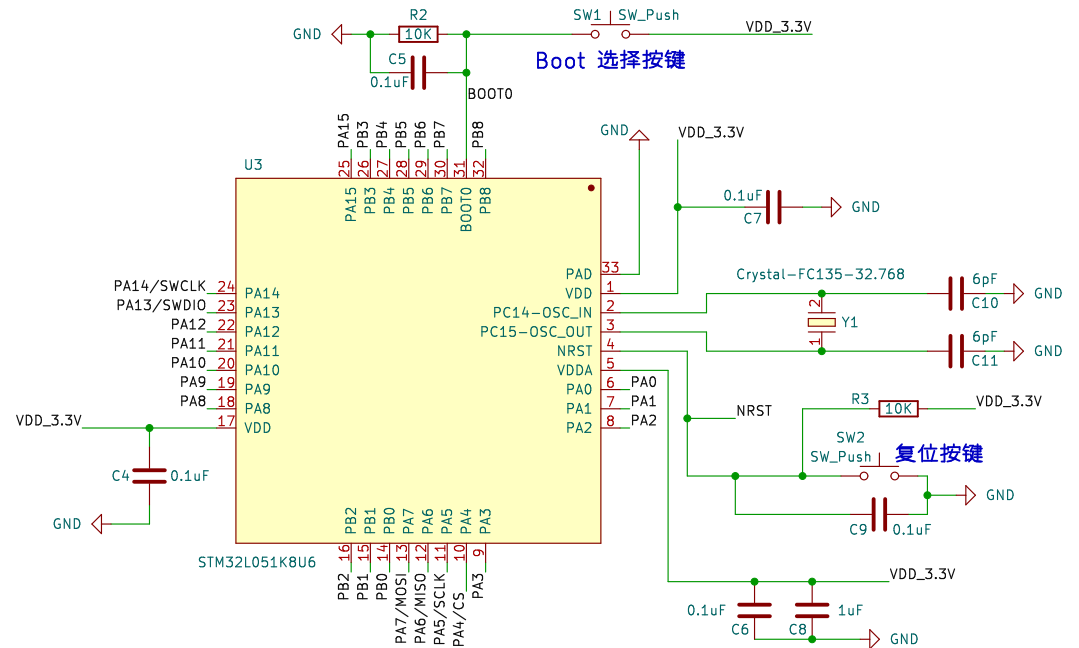 R2
SW1 SW_Push
GND
10K
VDD_3.3V
C5
Boot 选择按键
0.1uF
BOOT0
PA15
PB3
PB4
PB5
PB6
PB7
PB8
GND
VDD_3.3V
U3
25
26
27
28
29
30
31
32
PA15
PB3
PB4
PB5
PB6
PB7
BOOT0
PB8
0.1uF
C7
GND
PAD 33
Crystal-FC135-32.768
PA14/SWCLK 24 PA14
VDD 1
6pF
C10
GND
PA13/SWDIO 23 PA13
PC14-OSC_IN 2
2
Y1
1
PA12 22 PA12
PC15-OSC_OUT 3
6pF
C11
GND
PA11 21 PA11
NRST 4
PA10 20 PA10
VDDA 5
PA9 19 PA9
PA0 6 PA0
PA8 18 PA8
PA1 7 PA1
VDD_3.3V 17 VDD
PA2 8 PA2
R3
10K
VDD_3.3V
NRST
SW2
SW_Push
复位按键
C4 0.1uF
GND
GND
C9 0.1uF
PB2
PB1
PB0
PA7
PA6
PA5
PA4
PA3
16
15
14
13
12
11
10
9
STM32L051K8U6
PB2
PB1
PB0
PA7/MOSI
PA6/MISO
PA5/SCLK
PA4/CS
PA3
VDD_3.3V
0.1uF
C6
1uF
C8
GND